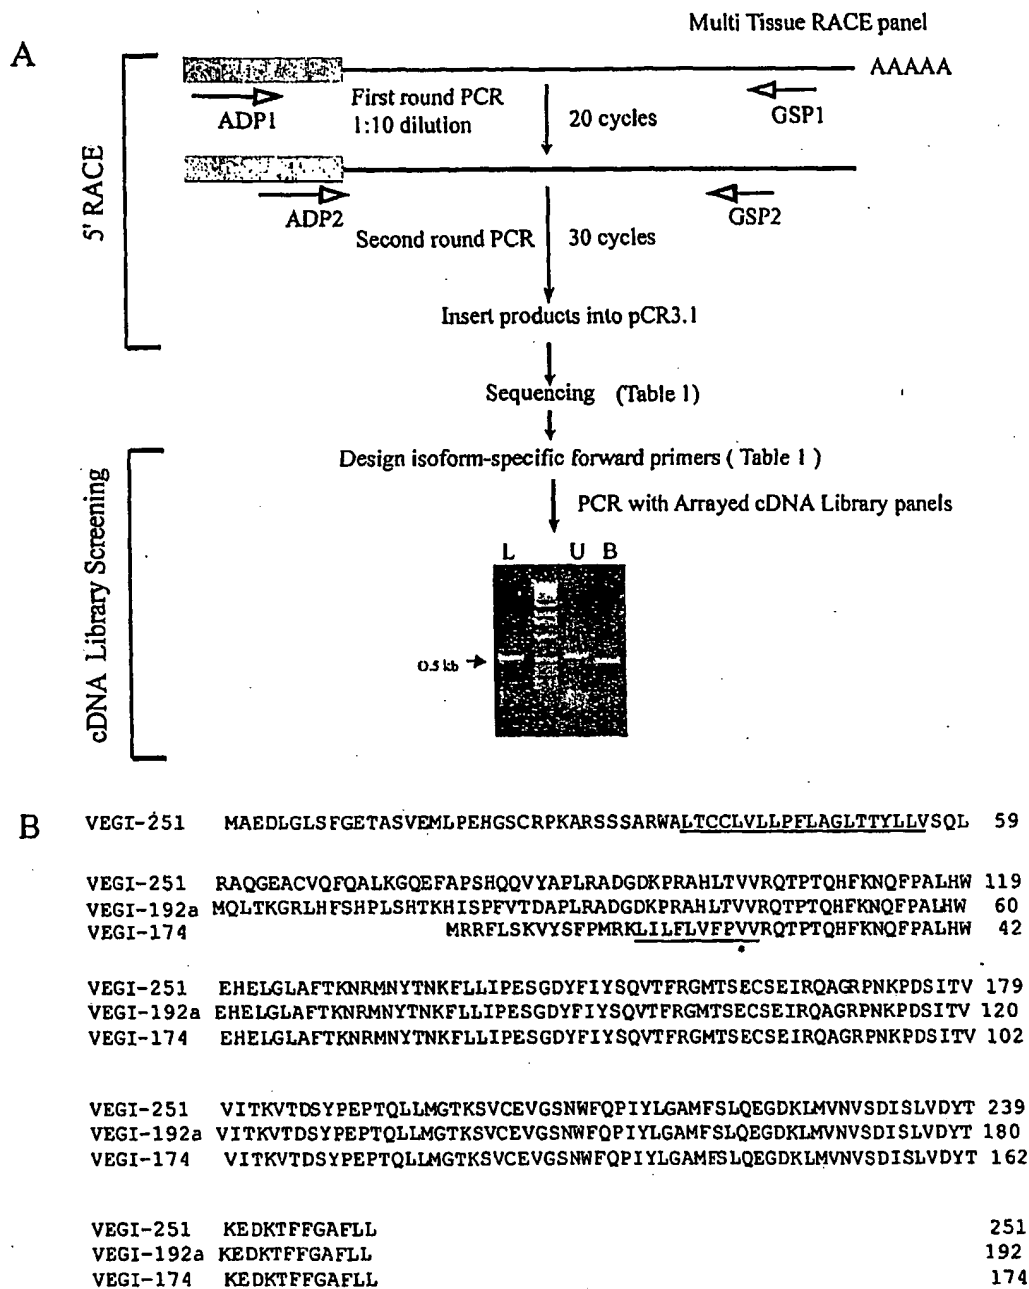 Multi Tissue RACE panel
A
5' RACE
AAAAA
ADP1
First round PCR
1:10 dilution
20 cycles
GSP1
ADP2
GSP2
Second round PCR
30 cycles
Insert products into pCR3.1
Sequencing (Table 1)
Design isoform-specific forward primers ( Table 1 )
PCR with Arrayed cDNA Library panels
cDNA Library Screening
L U B
0.5 kb
B
VEGI-251 MAEDLGLSFGETASVEMLPEHGSCRPKARSSSARWALTCCLVLLPFLAGLTTYLLVSQL 59
VEGI-251 RAQGEACVQFQALKGQEFAPSHQQVYAPLRADGDKPRAHLTVVRQTPTQHFKNQFPALHW 119
VEGI-192a MQLTKGRLHFSHPLSHTKHISPFVTDAPLRADGDKPRAHLTVVRQTPTQHFKNQFPALHW 60
VEGI-174 MRRFLSKVYSFPMRKLILFLVFPVVRQTPTQHFKNQFPALHW 42
VEGI-251 EHELGLAFTKNRMNYTNKFLLIPESGDYFIYSQVTFRGMTSECSEIRQAGRPNKPDSITV 179
VEGI-192a EHELGLAFTKNRMNYTNKFLLIPESGDYFIYSQVTFRGMTSECSEIRQAGRPNKPDSITV 120
VEGI-174 EHELGLAFTKNRMNYTNKFLLIPESGDYFIYSQVTFRGMTSECSEIRQAGRPNKPDSITV 102
VEGI-251 VITKVTDSYPEPTQLLMGTKSVCEVGSNWFQPIYLGAMFSLQEGDKLMVNVSDISLVDYT 239
VEGI-192a VITKVTDSYPEPTQLLMGTKSVCEVGSNWFQPIYLGAMFSLQEGDKLMVNVSDISLVDYT 180
VEGI-174 VITKVTDSYPEPTQLLMGTKSVCEVGSNWFQPIYLGAMFSLQEGDKLMVNVSDISLVDYT 162
VEGI-251 KEDKTFFGAFLL 251
VEGI-192a KEDKTFFGAFLL 192
VEGI-174 KEDKTFFGAFLL 174